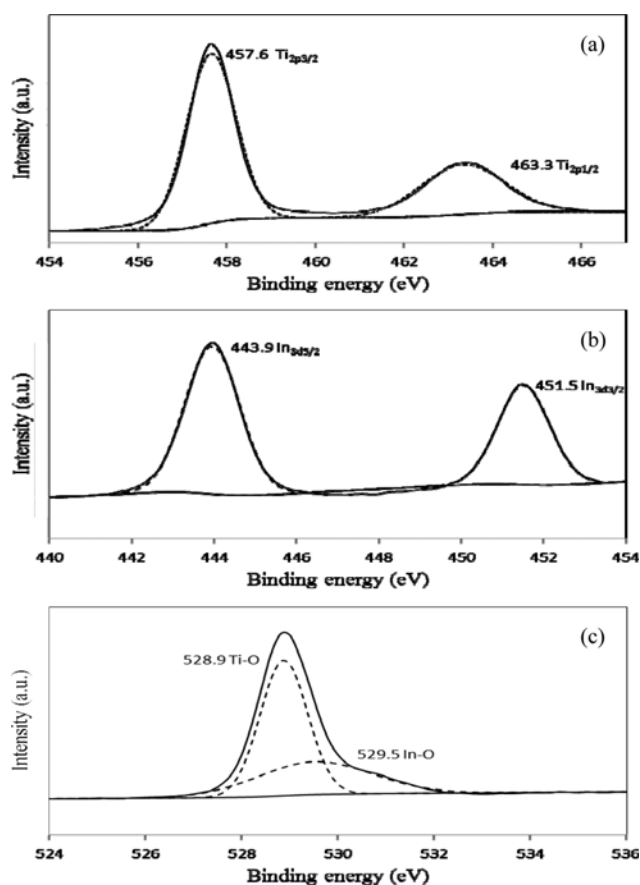 (a)
457.6 Ti2p3/2
463.3 Ti2p1/2
Intensity (a.u.)
454 456 458 460 462 464 466
Binding energy (eV)
(b)
443.9 In3d5/2
451.5 In3d3/2
Intensity (a.u.)
440 442 444 446 448 450 452 454
Binding energy (eV)
(c)
528.9 Ti-O
529.5 In-O
Intensity (a.u.)
524 526 528 530 532 534 536
Binding energy (eV)